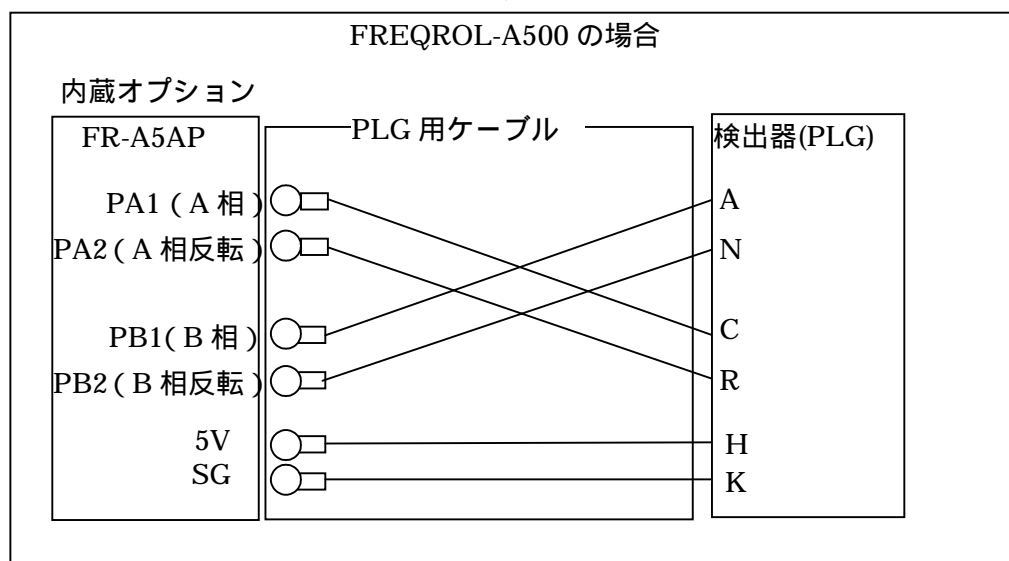 FREQROL-A500 の場合
内蔵オプション
FR-A5AP
PLG 用ケーブル
検出器(PLG)
PA1 ( A 相 )
A
PA2 ( A 相反転 )
N
PB1( B 相 )
C
PB2 ( B 相反転 )
R
5V
H
SG
K